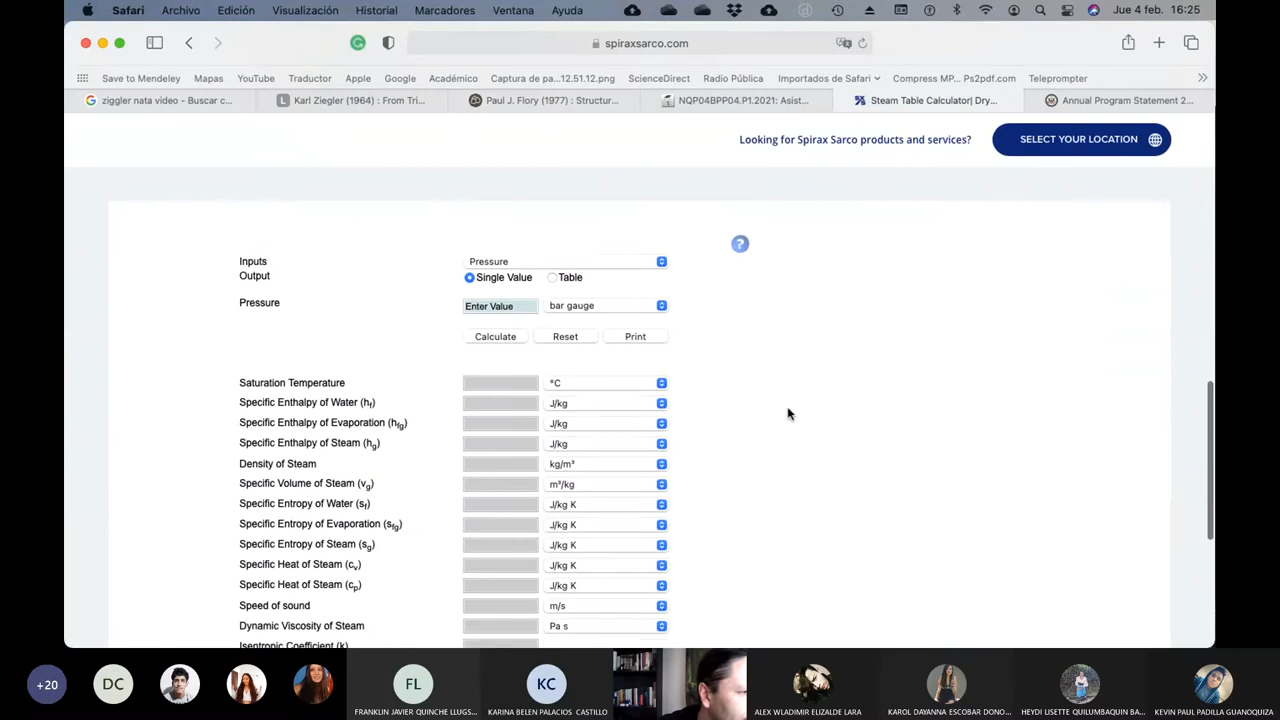 Safari Archivo Edición Visualización Historial Marcadores Ventana Ayuda Jue 4 feb. 16:25
spiraxsarco.com
Save to Mendeley Mapas YouTube Traductor Apple Google Académico Captura de pa...12.51.12.png ScienceDirect Radio Pública Importados de Safari Compress MP... Ps2pdf.com Teleprompter
ziggler nata video - Buscar c... Karl Ziegler (1964) : From Tri... Paul J. Flory (1977) : Structur... NQP04BPP04.P1.2021: Asist... Steam Table Calculator| Dry... Annual Program Statement 2...
Looking for Spirax Sarco products and services? SELECT YOUR LOCATION
?
Inputs Pressure
Output Single Value Table
Pressure Enter Value bar gauge
Calculate Reset Print
Saturation Temperature °C
Specific Enthalpy of Water (hf) J/kg
Specific Enthalpy of Evaporation (hfg) J/kg
Specific Enthalpy of Steam (hg) J/kg
Density of Steam kg/m³
Specific Volume of Steam (vg) m³/kg
Specific Entropy of Water (sf) J/kg K
Specific Entropy of Evaporation (sfg) J/kg K
Specific Entropy of Steam (sg) J/kg K
Specific Heat of Steam (cv) J/kg K
Specific Heat of Steam (cp) J/kg K
Speed of sound m/s
Dynamic Viscosity of Steam Pa s
Isentronic Coefficient (k)
+20 DC FL KC
FRANKLIN JAVIER QUINCHE LLUGS... KARINA BELEN PALACIOS CASTILLO ALEX WLADIMIR ELIZALDE LARA KAROL DAYANNA ESCOBAR DONO... HEYDI LISETTE QUILUMBAQUIN BA... KEVIN PAUL PADILLA GUANOQUIZA